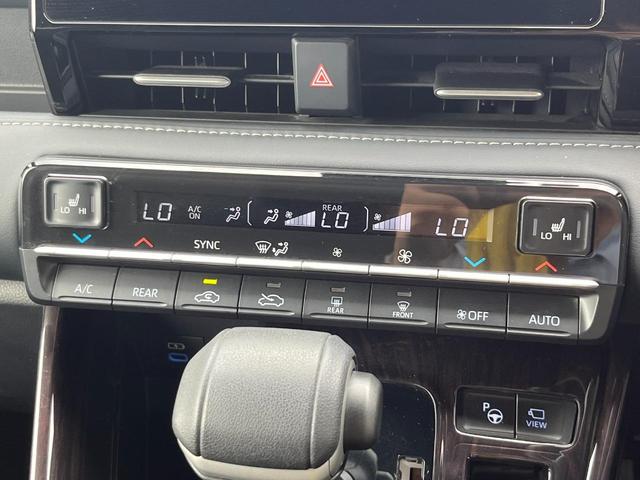 LO HI
LO A/C ON REAR LO LO
LO HI
SYNC
A/C REAR REAR FRONT OFF AUTO
P VIEW